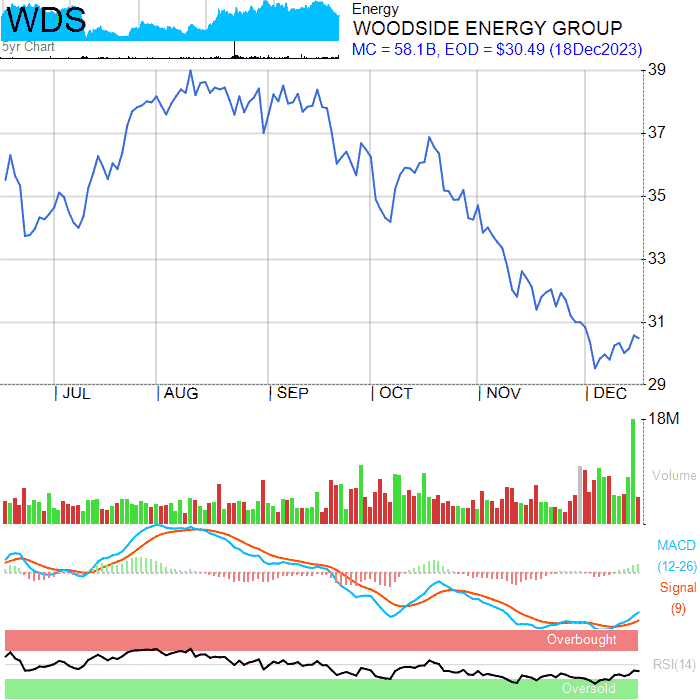 WDS
5yr Chart
Energy
WOODSIDE ENERGY GROUP
MC = 58.1B, EOD = $30.49 (18Dec2023)
39
37
35
33
31
29
JUL AUG SEP OCT NOV DEC
18M
Volume
MACD
(12-26)
Signal
(9)
Overbought
RSI(14)
Oversold